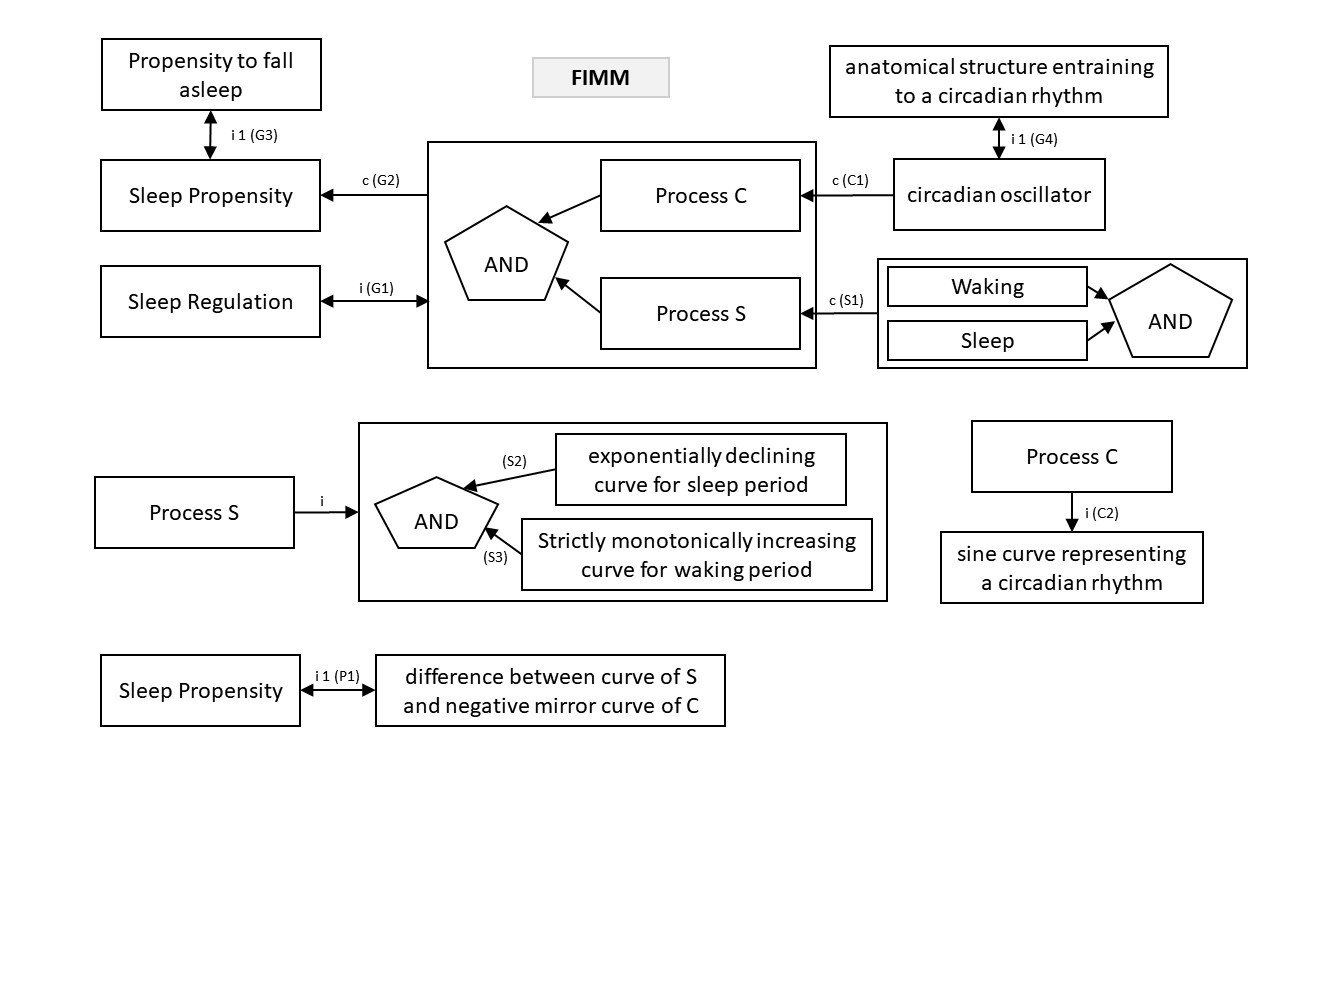 Propensity to fall
asleep
FIMM
anatomical structure entraining
to a circadian rhythm
i 1 (G3)
i 1 (G4)
Sleep Propensity
c (G2)
Process C
c (C1)
circadian oscillator
AND
Sleep Regulation
i (G1)
Process S
c (S1)
Waking
Sleep
AND
Process S
i
AND
(S2)
exponentially declining
curve for sleep period
(S3)
Strictly monotonically increasing
curve for waking period
Process C
i (C2)
sine curve representing
a circadian rhythm
Sleep Propensity
i 1 (P1)
difference between curve of S
and negative mirror curve of C